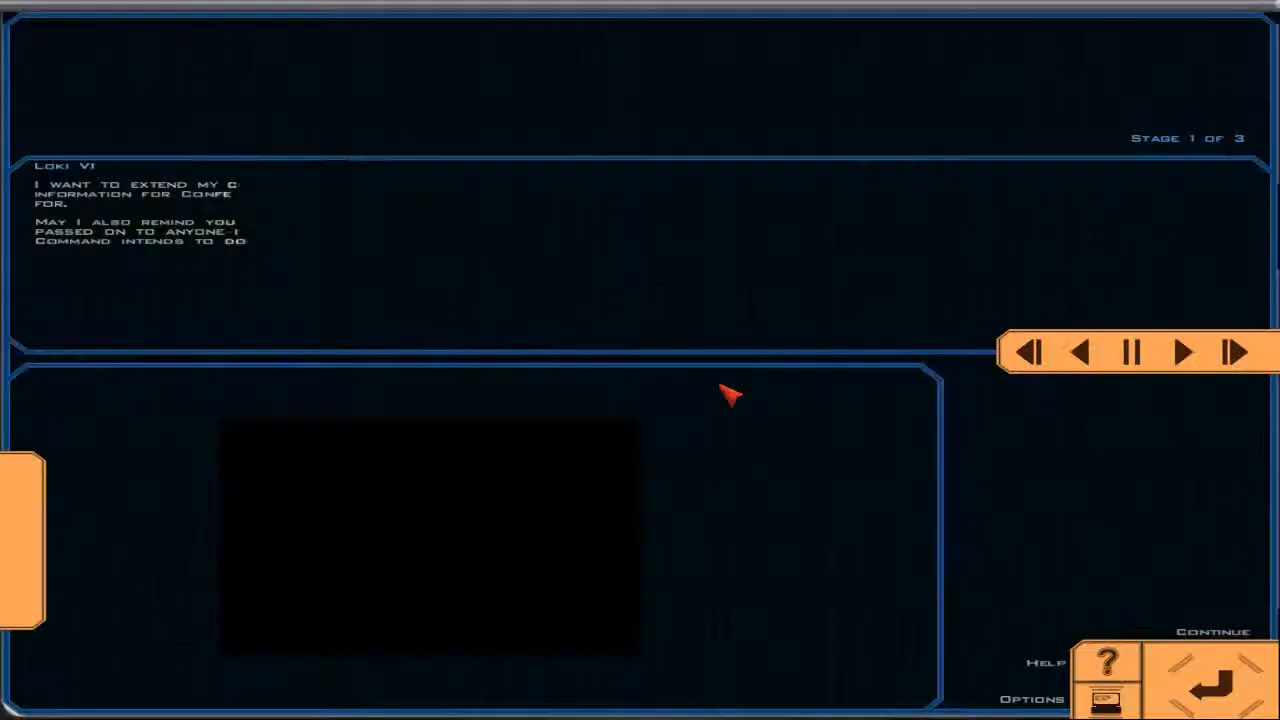 Stage 1 of 3
Loki VI
I want to extend my c
information for Confe
for.
May I also remind you
passed on to anyone i
Command intends to do
Continue
Help
?
Options